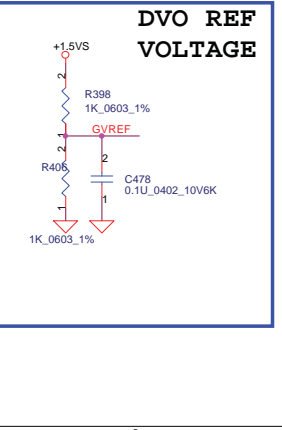 DVO REF
VOLTAGE
+1.5VS
2
R398
1K_0603_1%
1
GVREF
2
R406
2
C478
0.1U_0402_10V6K
1
1
1K_0603_1%